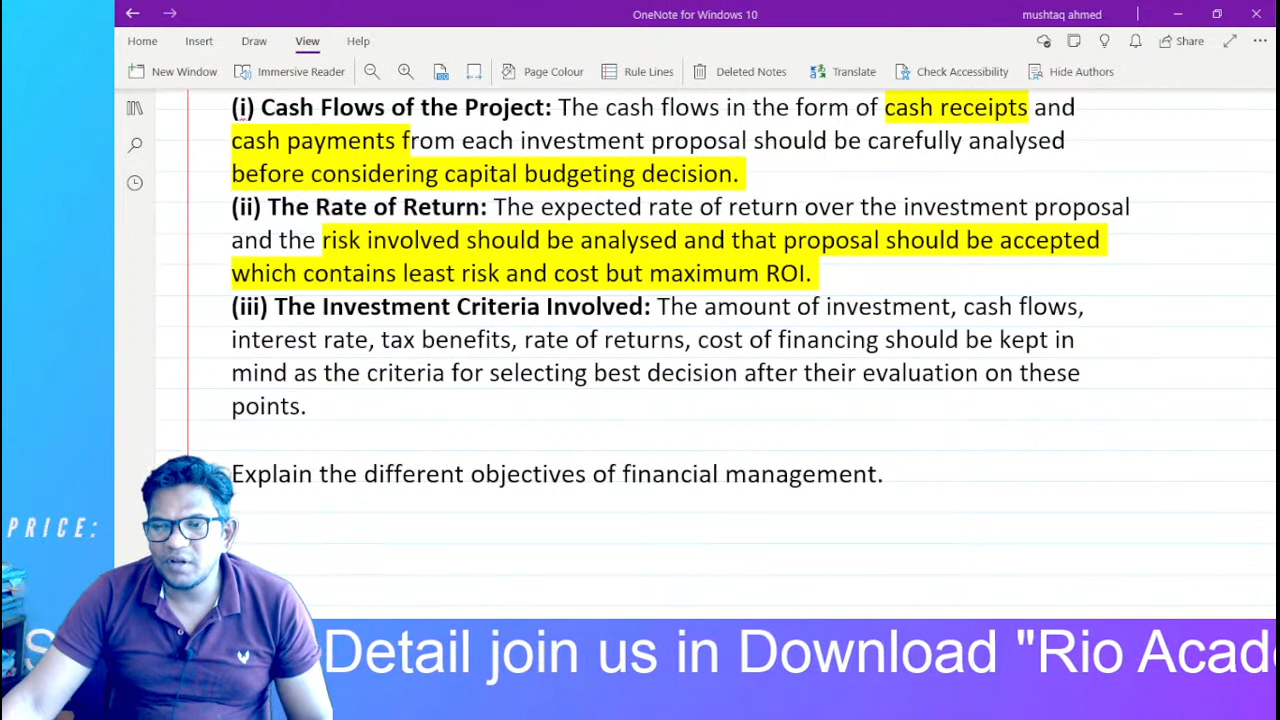 OneNote for Windows 10
mushtaq ahmed
Home Insert Draw View Help
Share
New Window Immersive Reader Page Colour Rule Lines Deleted Notes Translate Check Accessibility Hide Authors
(i) Cash Flows of the Project: The cash flows in the form of cash receipts and
cash payments from each investment proposal should be carefully analysed
before considering capital budgeting decision.
(ii) The Rate of Return: The expected rate of return over the investment proposal
and the risk involved should be analysed and that proposal should be accepted
which contains least risk and cost but maximum ROI.
(iii) The Investment Criteria Involved: The amount of investment, cash flows,
interest rate, tax benefits, rate of returns, cost of financing should be kept in
mind as the criteria for selecting best decision after their evaluation on these
points.
Explain the different objectives of financial management.
PRICE:
Detail join us in Download "Rio Acad